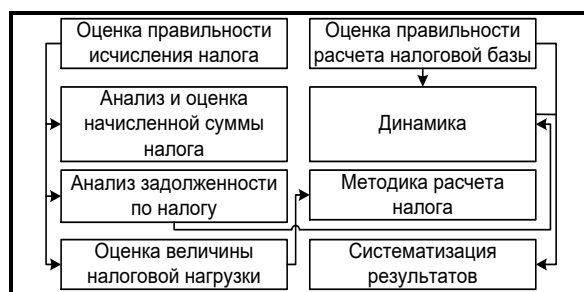 Оценка правильности
исчисления налога
Оценка правильности
расчета налоговой базы
Анализ и оценка
начисленной суммы
налога
Динамика
Анализ задолженности
по налогу
Методика расчета
налога
Оценка величины
налоговой нагрузки
Систематизация
результатов